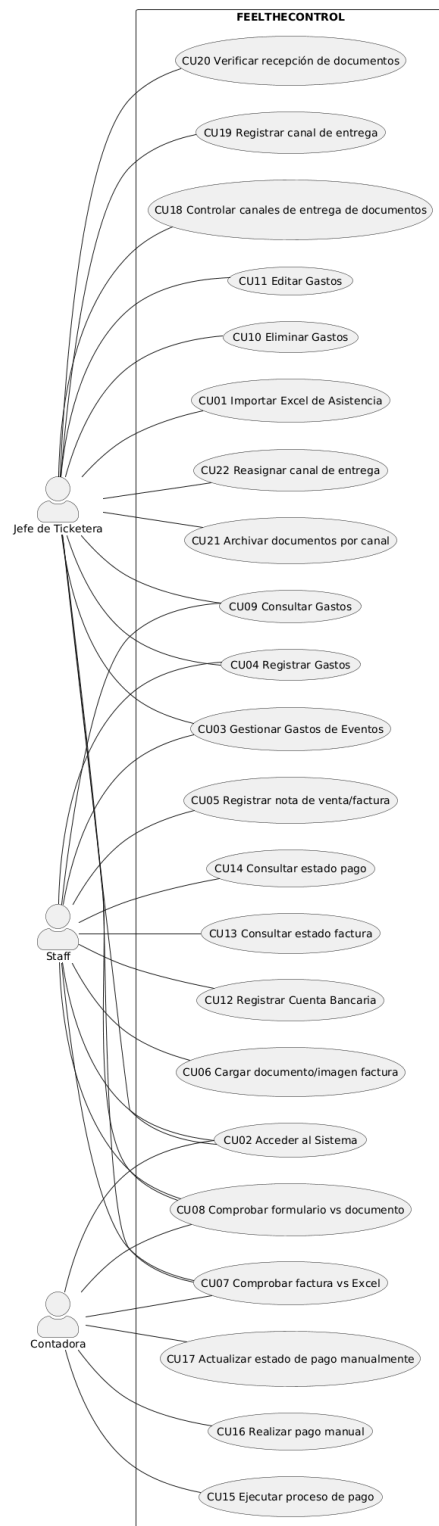 FEELTHECONTROL
CU20 Verificar recepción de documentos
CU19 Registrar canal de entrega
CU18 Controlar canales de entrega de documentos
CU11 Editar Gastos
CU10 Eliminar Gastos
CU01 Importar Excel de Asistencia
CU22 Reasignar canal de entrega
Jefe de Ticketera
CU21 Archivar documentos por canal
CU09 Consultar Gastos
CU04 Registrar Gastos
CU03 Gestionar Gastos de Eventos
CU05 Registrar nota de venta/factura
CU14 Consultar estado pago
CU13 Consultar estado factura
Staff
CU12 Registrar Cuenta Bancaria
CU06 Cargar documento/imagen factura
CU02 Acceder al Sistema
CU08 Comprobar formulario vs documento
CU07 Comprobar factura vs Excel
Contadora
CU17 Actualizar estado de pago manualmente
CU16 Realizar pago manual
CU15 Ejecutar proceso de pago